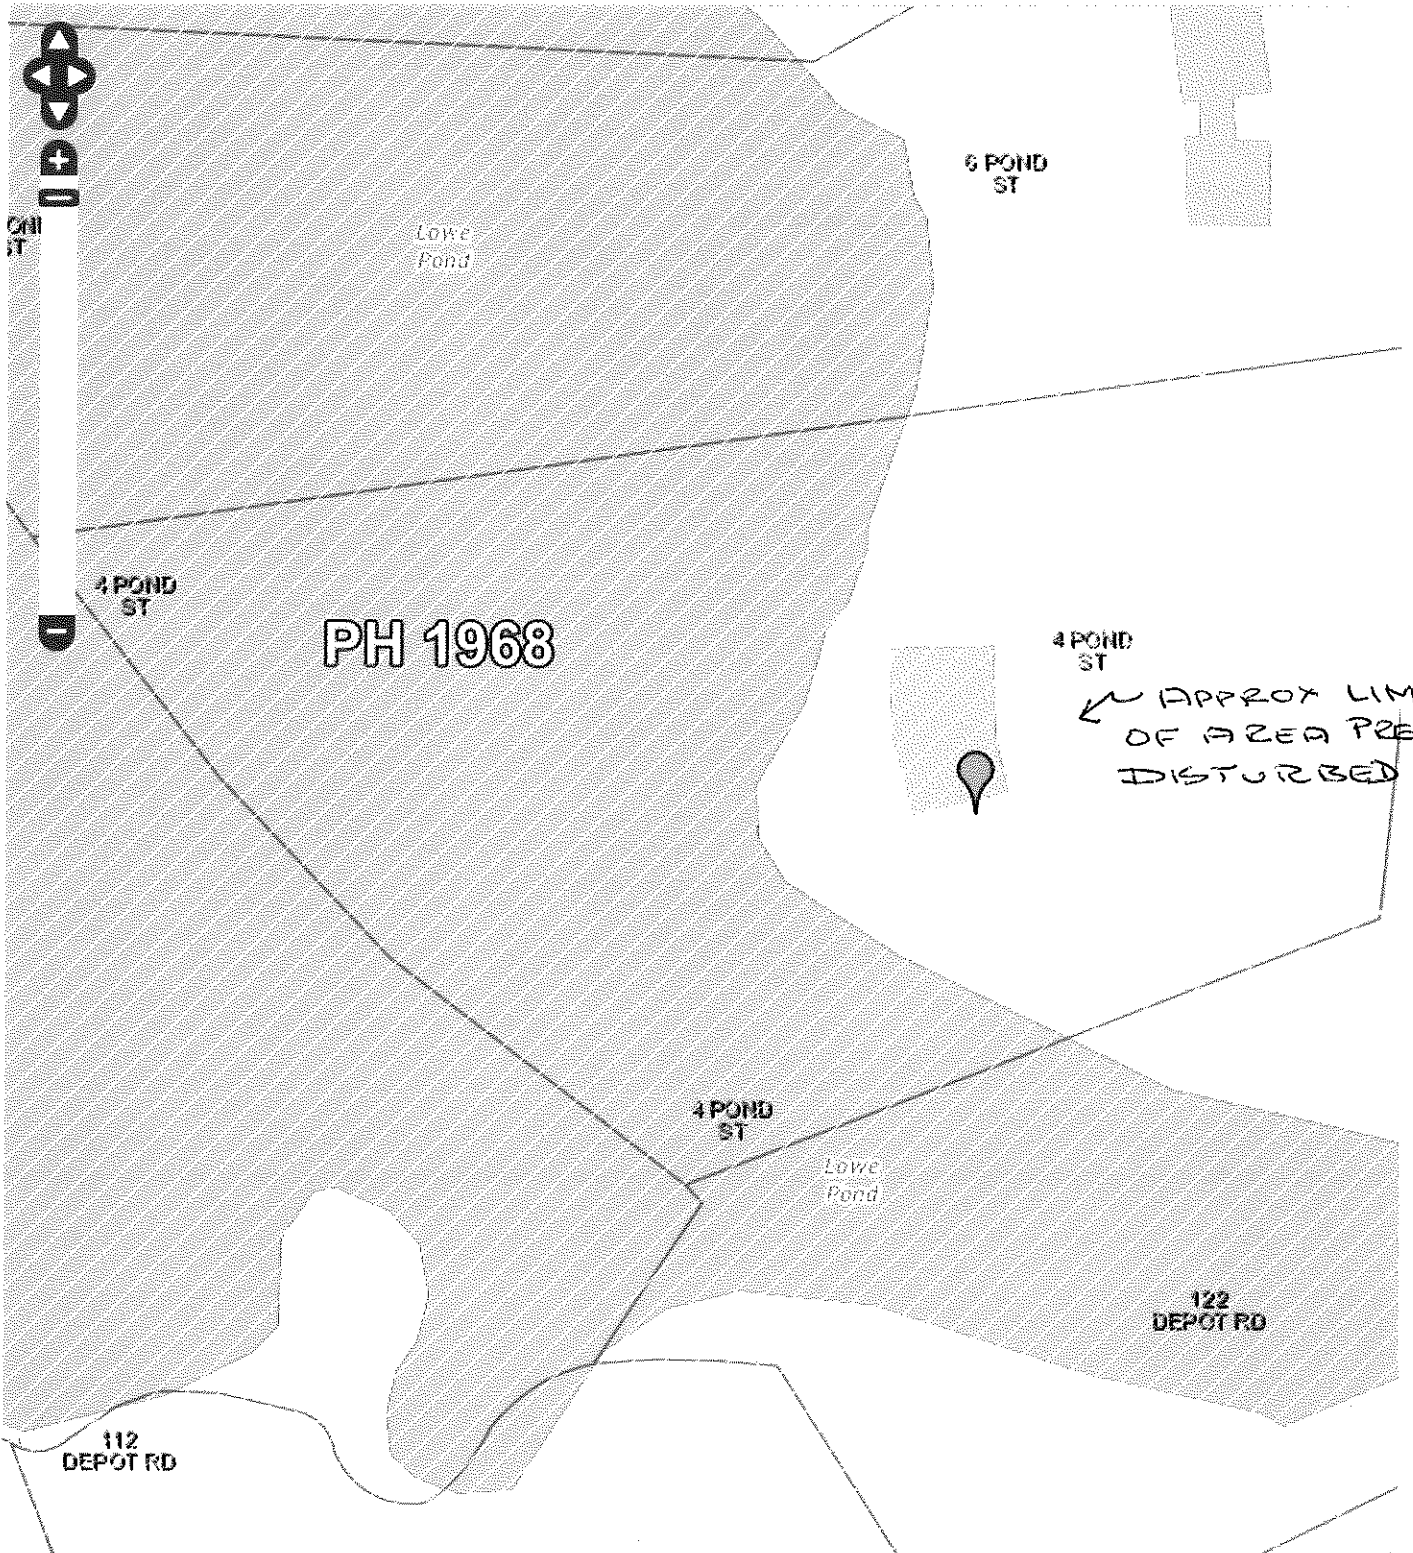 6 POND
ST
Lowe
Pond
4 POND
ST
PH 1968
4 POND
ST
APPROX LIM
OF AREA PRE
DISTURBED
4 POND
ST
Lowe
Pond
122
DEPOT RD
112
DEPOT RD